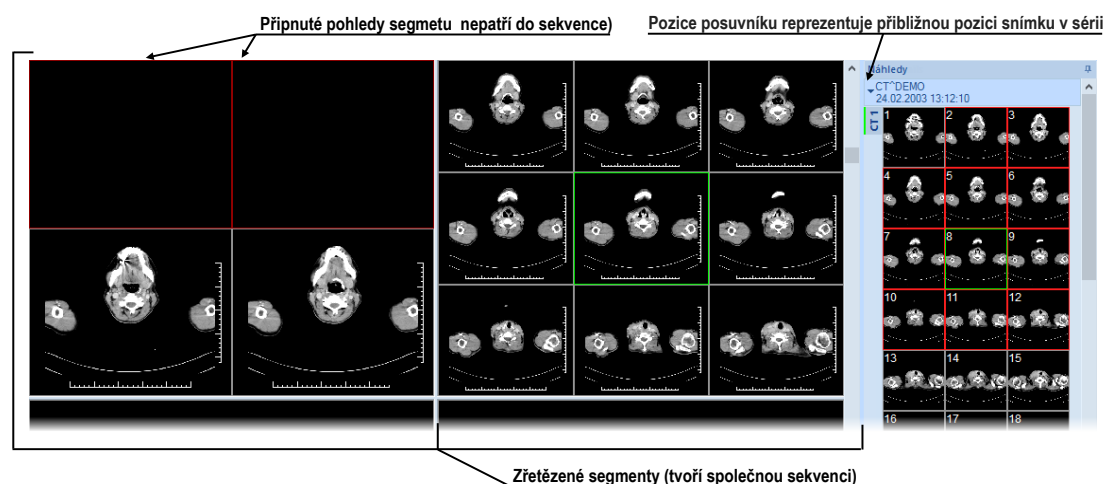 Připnuté pohledy segmetu nepatří do sekvence)
Pozice posuvníku reprezentuje přibližnou pozici snímku v sérii
Náhledy
CT^DEMO
24.02.2003 13:12:10
CT 1
1 2 3
4 5 6
7 8 9
10 11 12
13 14 15
16 17 18
Zřetězené segmenty (tvoří společnou sekvenci)